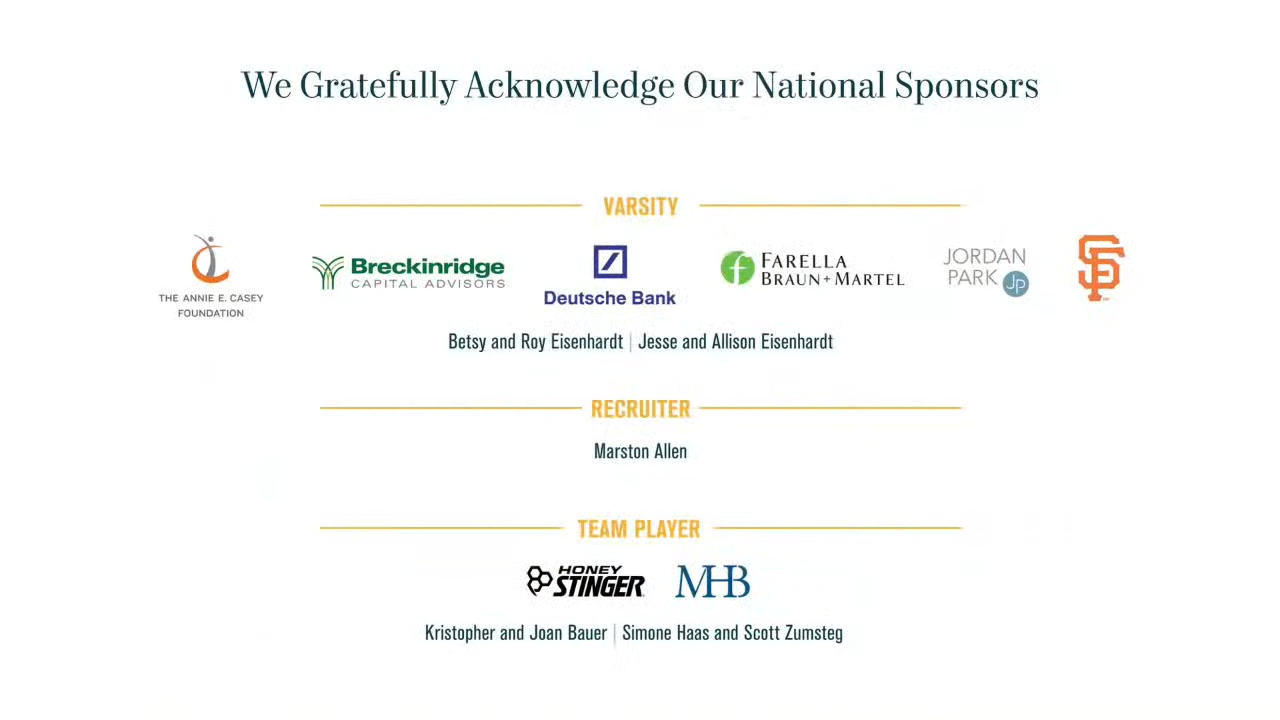 We Gratefully Acknowledge Our National Sponsors
VARSITY
THE ANNIE E. CASEY
FOUNDATION
Breckinridge
CAPITAL ADVISORS
Deutsche Bank
f
FARELLA
BRAUN+MARTEL
JORDAN
PARK Jp
SF
Betsy and Roy Eisenhardt | Jesse and Allison Eisenhardt
RECRUITER
Marston Allen
TEAM PLAYER
HONEY
STINGER
MHB
Kristopher and Joan Bauer | Simone Haas and Scott Zumsteg